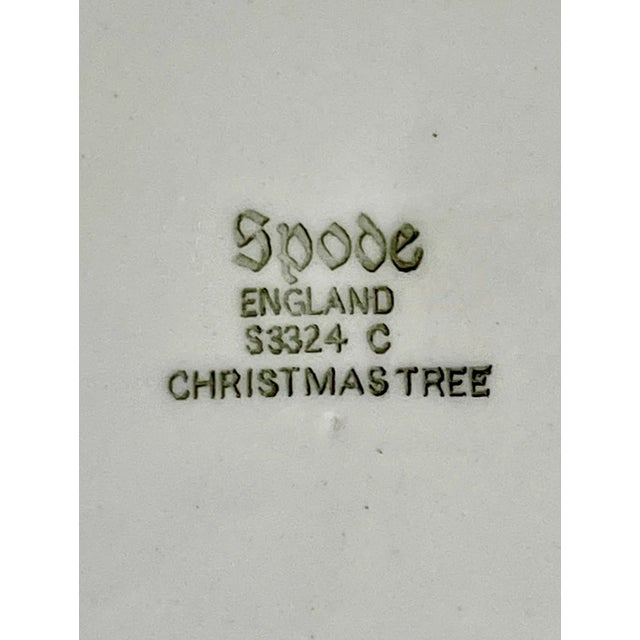 Spode
ENGLAND
S3324 C
CHRISTMAS TREE